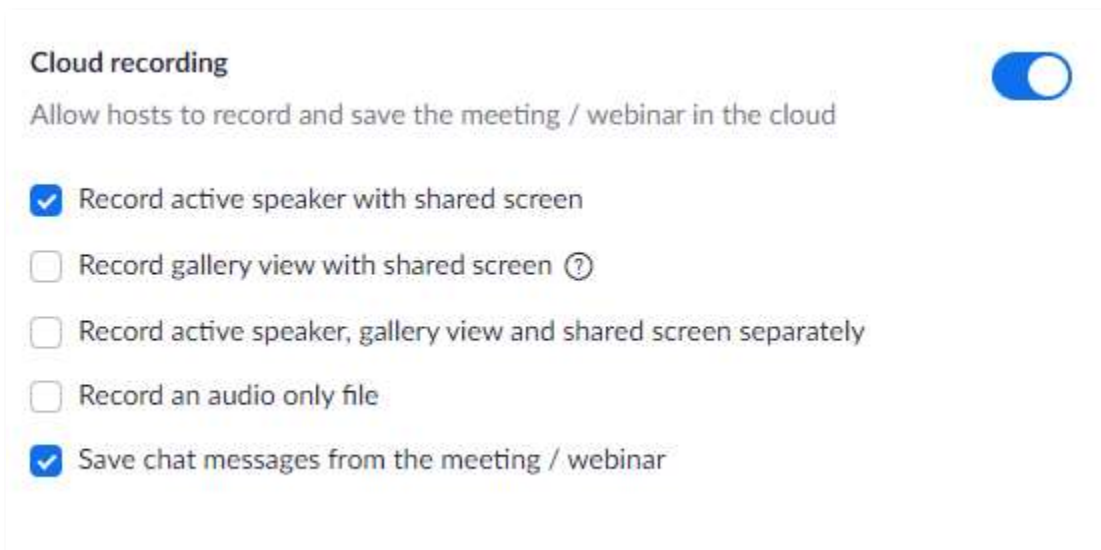 Cloud recording
Allow hosts to record and save the meeting / webinar in the cloud
Record active speaker with shared screen
Record gallery view with shared screen ?
Record active speaker, gallery view and shared screen separately
Record an audio only file
Save chat messages from the meeting / webinar